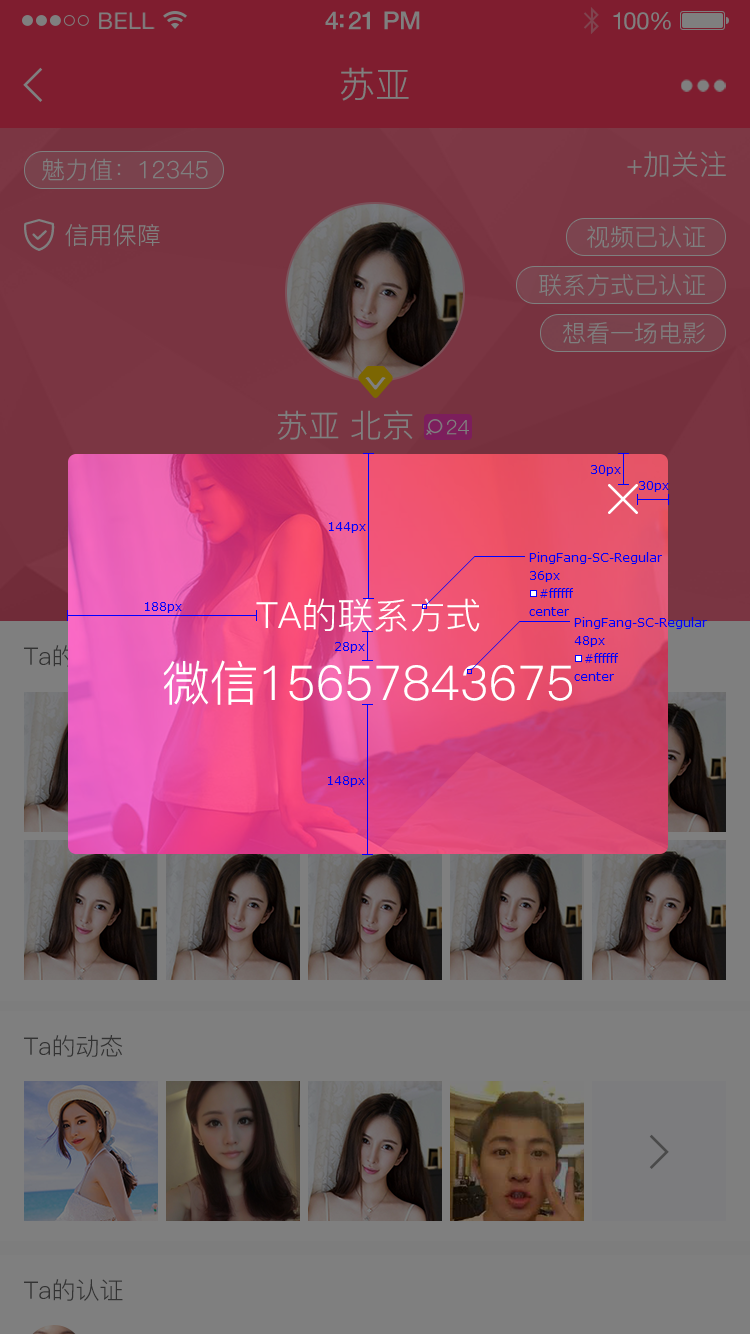 BELL 4:21 PM 100%
苏亚
魅力值：12345
+加关注
信用保障
视频已认证
联系方式已认证
想看一场电影
苏亚 北京 24
30px
30px
144px
PingFang-SC-Regular
36px
#ffffff
center
188px
TA的联系方式
PingFang-SC-Regular
48px
#ffffff
center
28px
Ta的
微信15657843675
148px
Ta的动态
Ta的认证